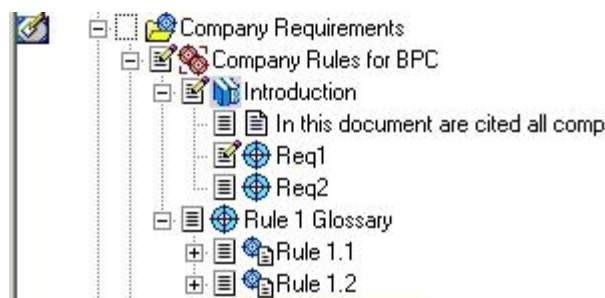 Company Requirements
Company Rules for BPC
Introduction
In this document are cited all comp
Req1
Req2
Rule 1 Glossary
Rule 1.1
Rule 1.2